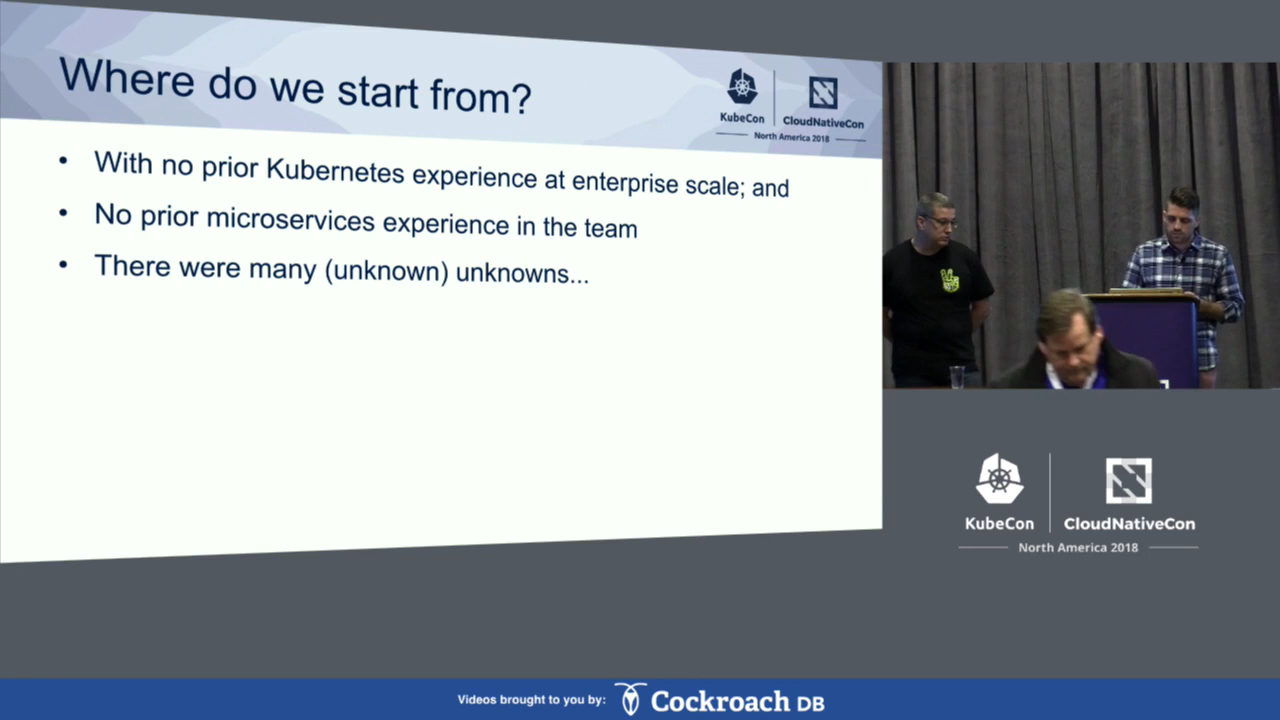 Where do we start from?
KubeCon
CloudNativeCon
North America 2018
• With no prior Kubernetes experience at enterprise scale; and
• No prior microservices experience in the team
• There were many (unknown) unknowns...
KubeCon
CloudNativeCon
North America 2018
Videos brought to you by: Cockroach DB